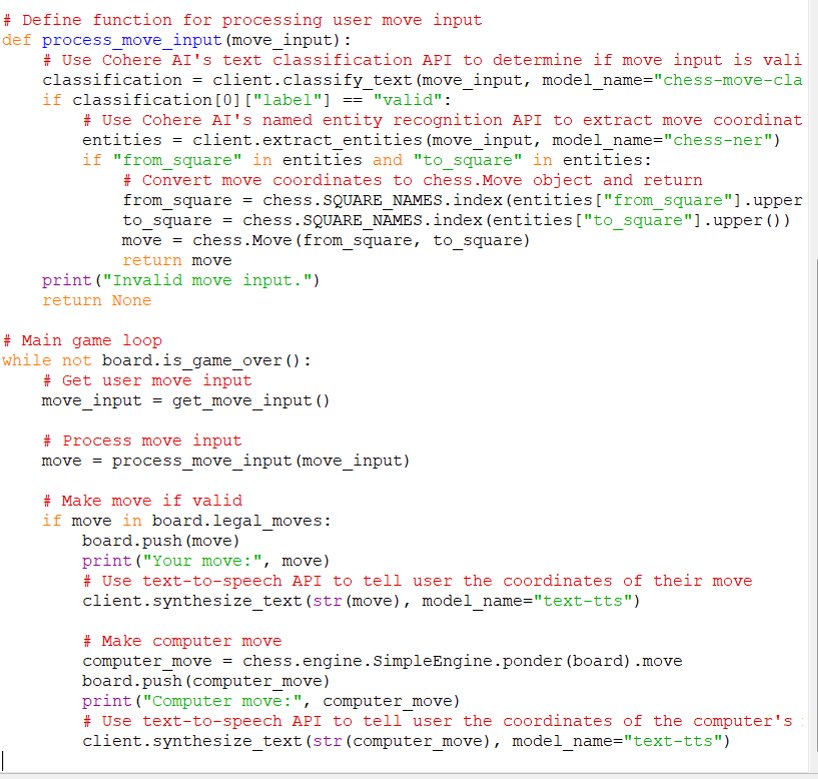 # Define function for processing user move input
def process_move_input(move_input):
    # Use Cohere AI's text classification API to determine if move input is vali
    classification = client.classify_text(move_input, model_name="chess-move-cla
    if classification[0]["label"] == "valid":
        # Use Cohere AI's named entity recognition API to extract move coordinat
        entities = client.extract_entities(move_input, model_name="chess-ner")
        if "from_square" in entities and "to_square" in entities:
            # Convert move coordinates to chess.Move object and return
            from_square = chess.SQUARE_NAMES.index(entities["from_square"].upper
            to_square = chess.SQUARE_NAMES.index(entities["to_square"].upper())
            move = chess.Move(from_square, to_square)
            return move
    print("Invalid move input.")
    return None

# Main game loop
while not board.is_game_over():
    # Get user move input
    move_input = get_move_input()

    # Process move input
    move = process_move_input(move_input)

    # Make move if valid
    if move in board.legal_moves:
        board.push(move)
        print("Your move:", move)
        # Use text-to-speech API to tell user the coordinates of their move
        client.synthesize_text(str(move), model_name="text-tts")

        # Make computer move
        computer_move = chess.engine.SimpleEngine.ponder(board).move
        board.push(computer_move)
        print("Computer move:", computer_move)
        # Use text-to-speech API to tell user the coordinates of the computer's
        client.synthesize_text(str(computer_move), model_name="text-tts")